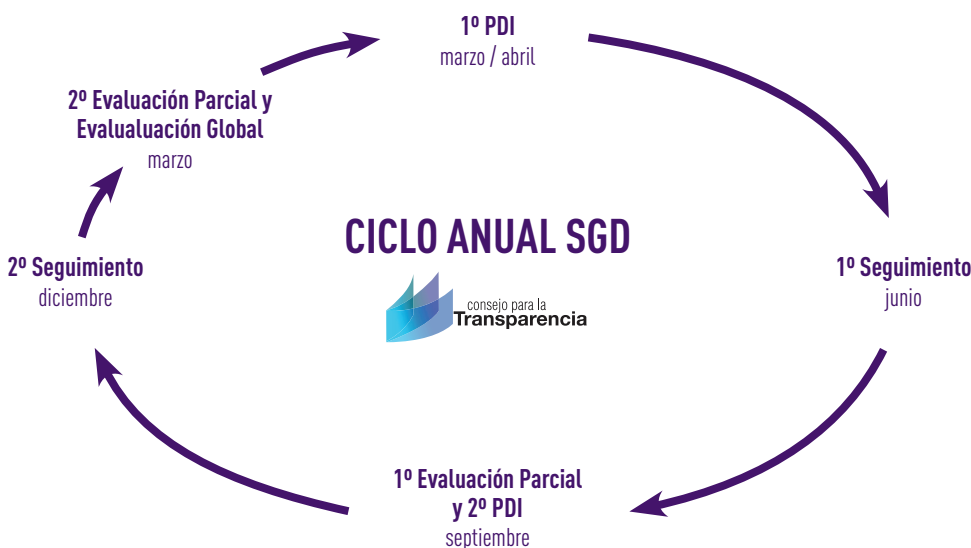 1º PDI
marzo / abril
2º Evaluación Parcial y
Evalualuación Global
marzo
CICLO ANUAL SGD
consejo para la
Transparencia
2º Seguimiento
diciembre
1º Seguimiento
junio
1º Evaluación Parcial
y 2º PDI
septiembre